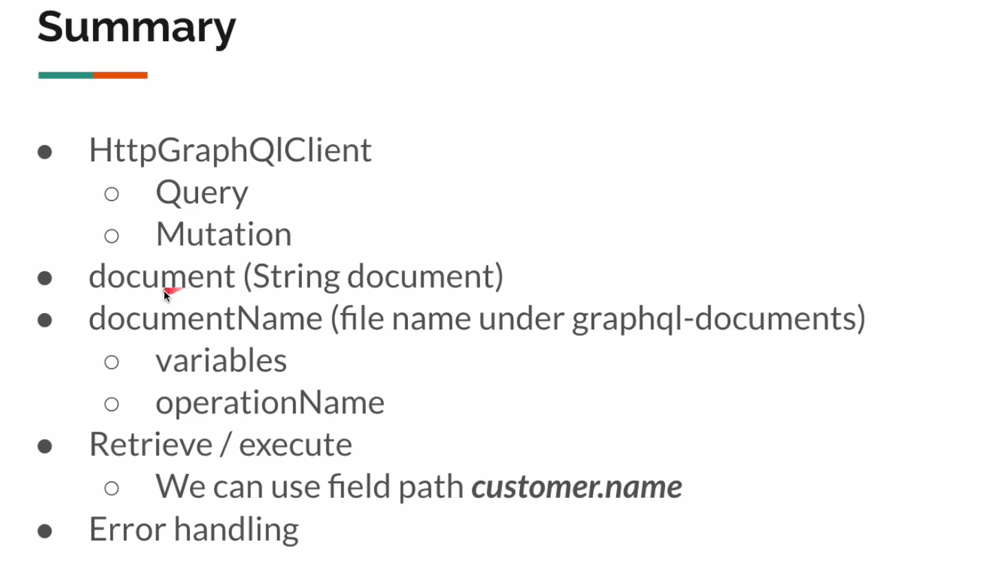 Summary
● HttpGraphQlClient
○ Query
○ Mutation
● document (String document)
● documentName (file name under graphql-documents)
○ variables
○ operationName
● Retrieve / execute
○ We can use field path customer.name
● Error handling